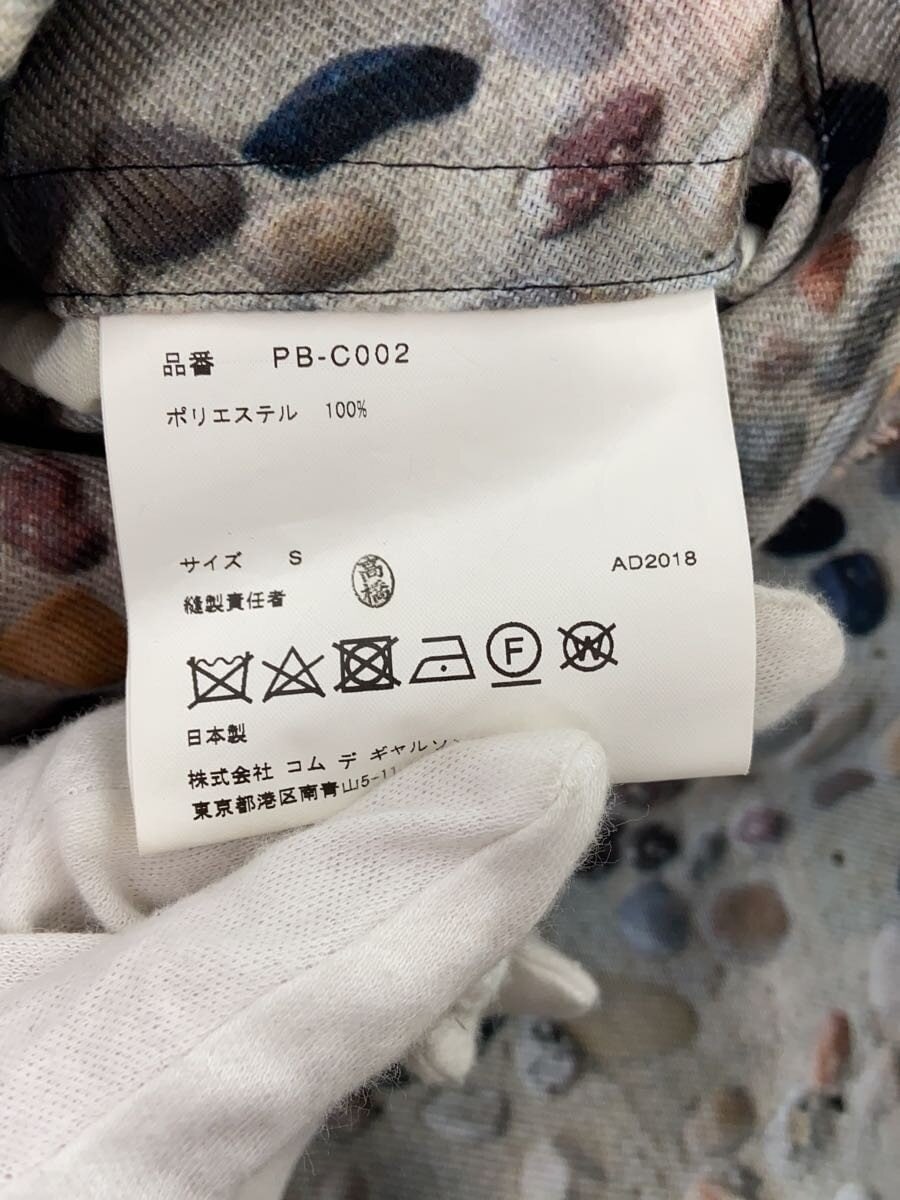 品番 PB-C002
ポリエステル 100%
サイズ S
AD2018
縫製責任者 高橋
F W
日本製
株式会社 コム デ ギャルソン
東京都港区南青山5-11